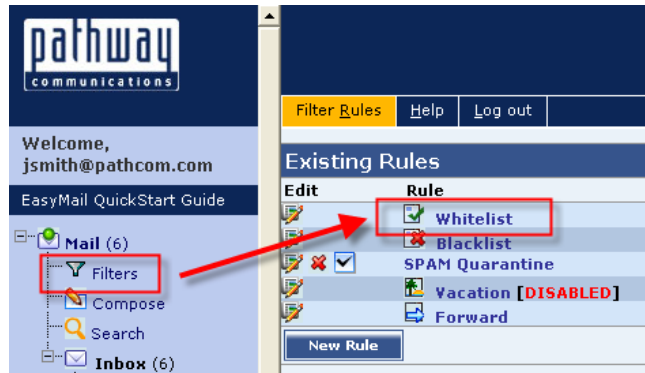 pathway
communications
Filter Rules Help Log out
Welcome,
jsmith@pathcom.com
EasyMail QuickStart Guide
Mail (6)
Filters
Compose
Search
Inbox (6)
Existing Rules
Edit Rule
Whitelist
Blacklist
SPAM Quarantine
Vacation [DISABLED]
Forward
New Rule